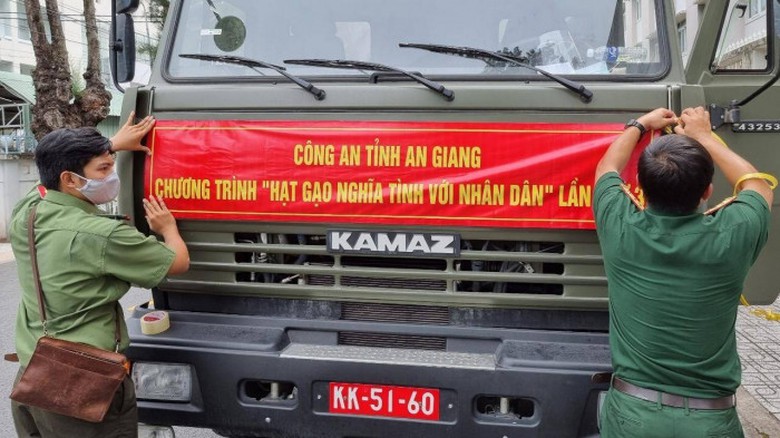 43253
CÔNG AN TỈNH AN GIANG
CHƯƠNG TRÌNH "HẠT GẠO NGHĨA TÌNH VỚI NHÂN DÂN" LẦN
KAMAZ
KK-51-60